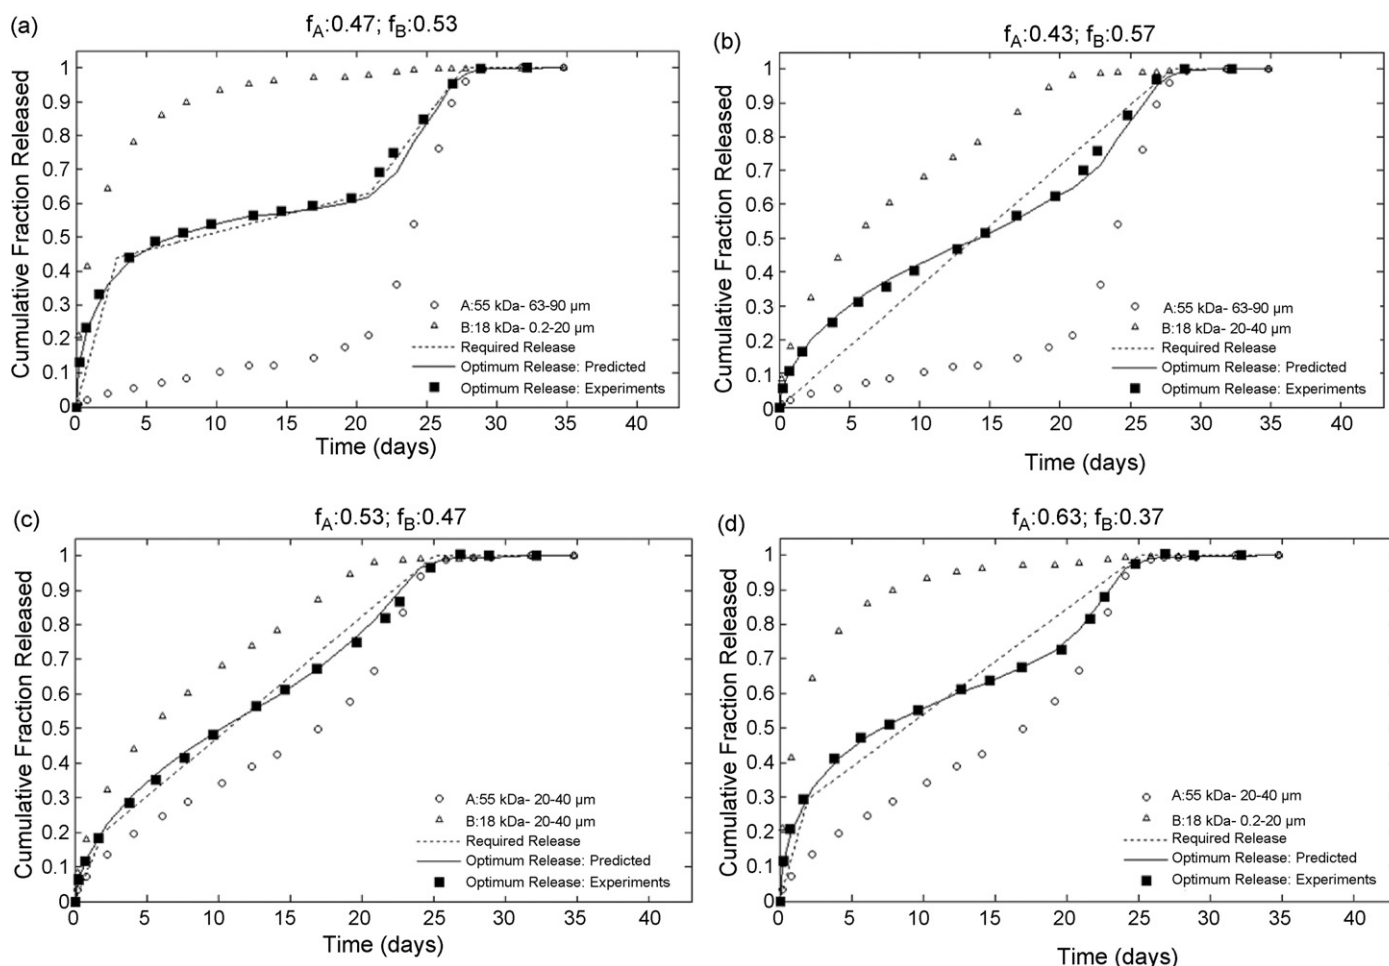 (a)
f_A:0.47; f_B:0.53
Cumulative Fraction Released
1
0.9
0.8
0.7
0.6
0.5
0.4
0.3
0.2
0.1
0
A:55 kDa- 63-90 µm
B:18 kDa- 0.2-20 µm
Required Release
Optimum Release: Predicted
Optimum Release: Experiments
0 5 10 15 20 25 30 35 40
Time (days)
(b)
f_A:0.43; f_B:0.57
Cumulative Fraction Released
1
0.9
0.8
0.7
0.6
0.5
0.4
0.3
0.2
0.1
0
A:55 kDa- 63-90 µm
B:18 kDa- 20-40 µm
Required Release
Optimum Release: Predicted
Optimum Release: Experiments
0 5 10 15 20 25 30 35 40
Time (days)
(c)
f_A:0.53; f_B:0.47
Cumulative Fraction Released
1
0.9
0.8
0.7
0.6
0.5
0.4
0.3
0.2
0.1
0
A:55 kDa- 20-40 µm
B:18 kDa- 20-40 µm
Required Release
Optimum Release: Predicted
Optimum Release: Experiments
0 5 10 15 20 25 30 35 40
Time (days)
(d)
f_A:0.63; f_B:0.37
Cumulative Fraction Released
1
0.9
0.8
0.7
0.6
0.5
0.4
0.3
0.2
0.1
0
A:55 kDa- 20-40 µm
B:18 kDa- 0.2-20 µm
Required Release
Optimum Release: Predicted
Optimum Release: Experiments
0 5 10 15 20 25 30 35 40
Time (days)